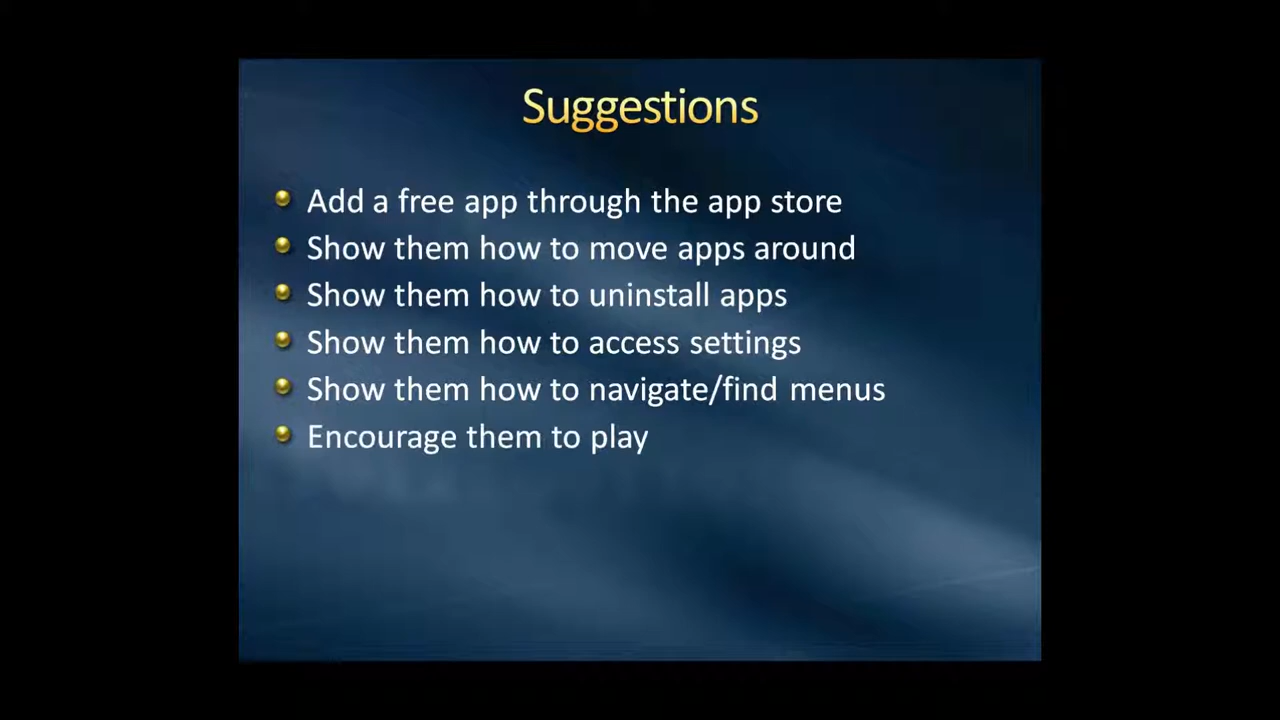 Suggestions
Add a free app through the app store
Show them how to move apps around
Show them how to uninstall apps
Show them how to access settings
Show them how to navigate/find menus
Encourage them to play